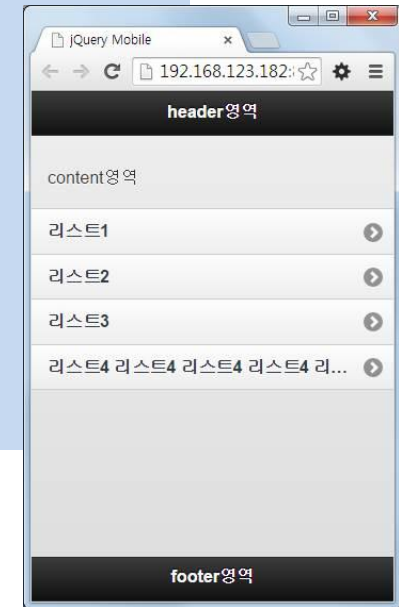 jQuery Mobile
192.168.123.182:
header영역
content영역
리스트1
리스트2
리스트3
리스트4 리스트4 리스트4 리스트4 리...
footer영역